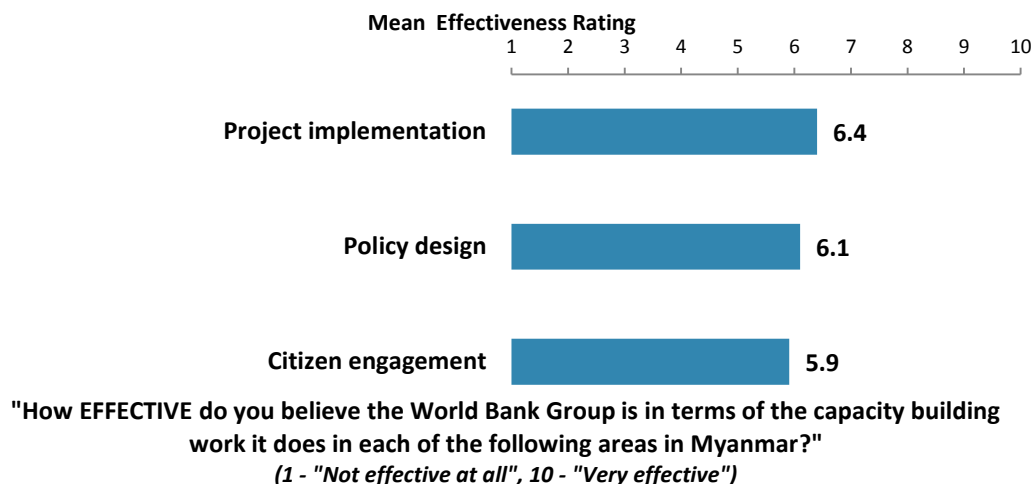 Mean  Effectiveness Rating
1 2 3 4 5 6 7 8 9 10
Project implementation 6.4
Policy design 6.1
Citizen engagement 5.9
"How EFFECTIVE do you believe the World Bank Group is in terms of the capacity building
work it does in each of the following areas in Myanmar?"
(1 - "Not effective at all", 10 - "Very effective")